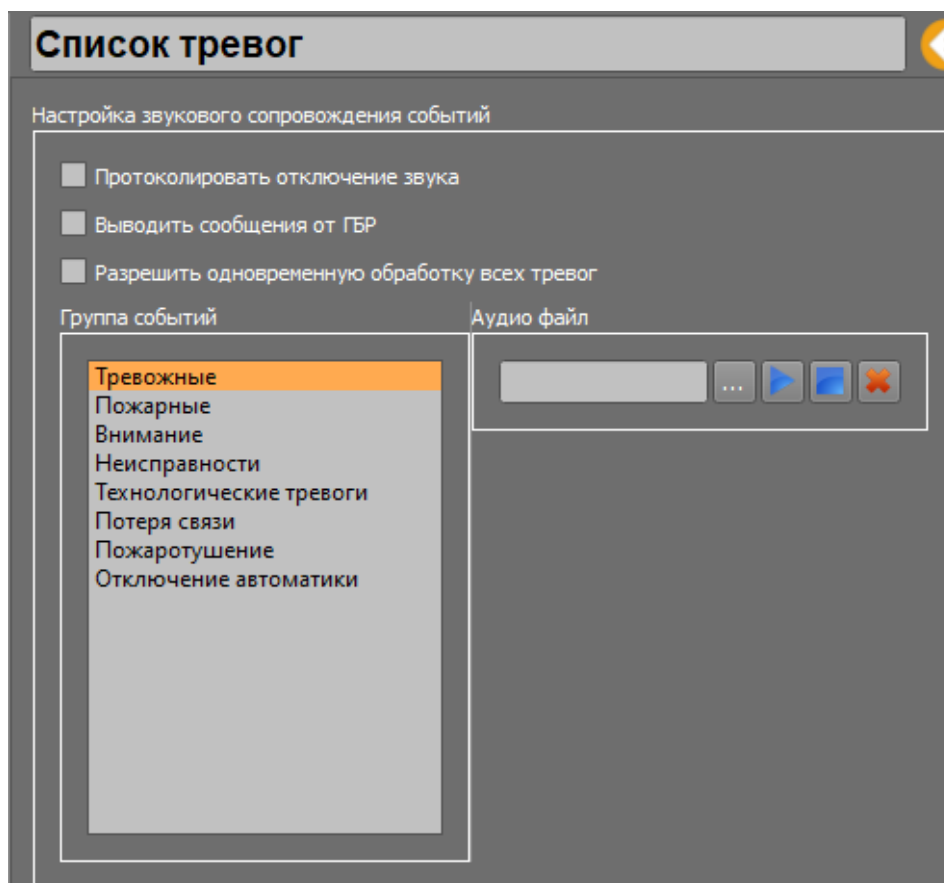 Список тревог
Настройка звукового сопровождения событий
Протоколировать отключение звука
Выводить сообщения от ГБР
Разрешить одновременную обработку всех тревог
Группа событий
Аудио файл
Тревожные
Пожарные
Внимание
Неисправности
Технологические тревоги
Потеря связи
Пожаротушение
Отключение автоматики
...